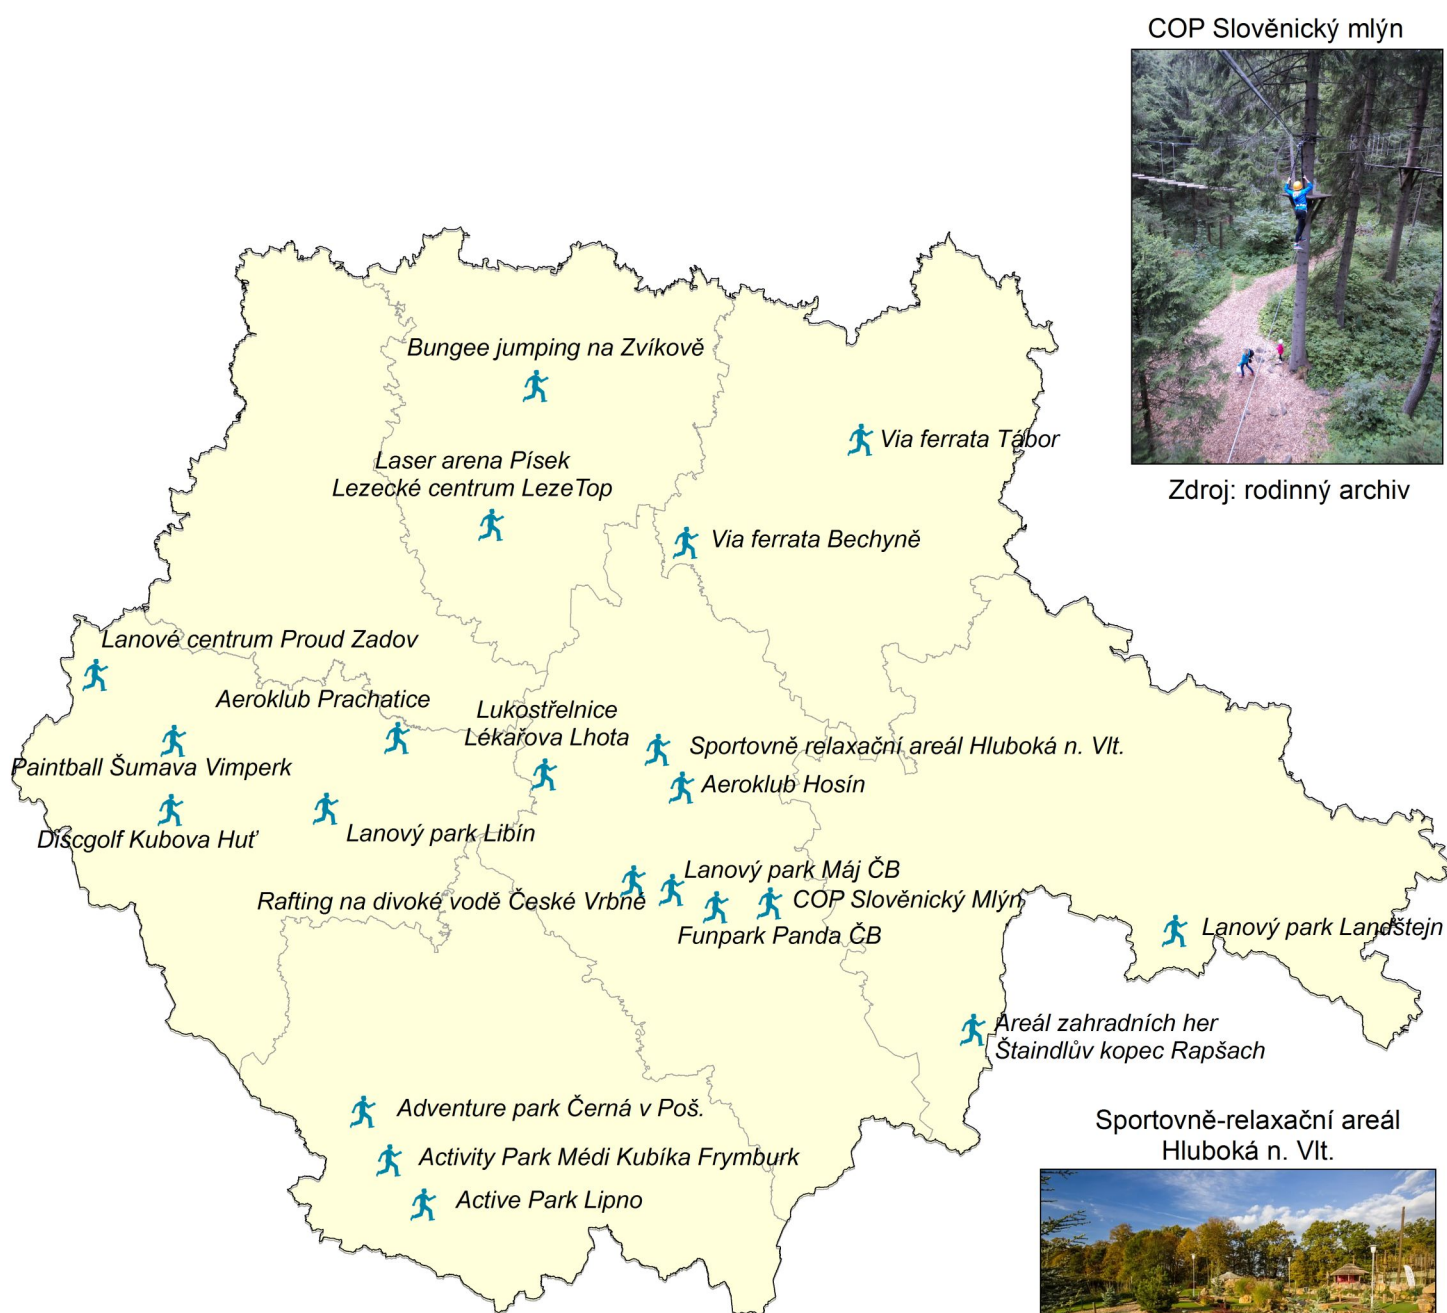 COP Slověnický mlýn
Zdroj: rodinný archiv
Bungee jumping na Zvíkově
Via ferrata Tábor
Laser arena Písek
Lezecké centrum LezeTop
Via ferrata Bechyně
Lanové centrum Proud Zadov
Aeroklub Prachatice
Lukostřelnice
Lékařova Lhota
Sportovně relaxační areál Hluboká n. Vlt.
Paintball Šumava Vimperk
Aeroklub Hosín
Discgolf Kubova Huť
Lanový park Libín
Lanový park Máj ČB
Rafting na divoké vodě České Vrbné
COP Slověnický Mlýn
Funpark Panda ČB
Lanový park Landštejn
Areál zahradních her
Štaindlův kopec Rapšach
Adventure park Černá v Poš.
Activity Park Médi Kubíka Frymburk
Active Park Lipno
Sportovně-relaxační areál
Hluboká n. Vlt.